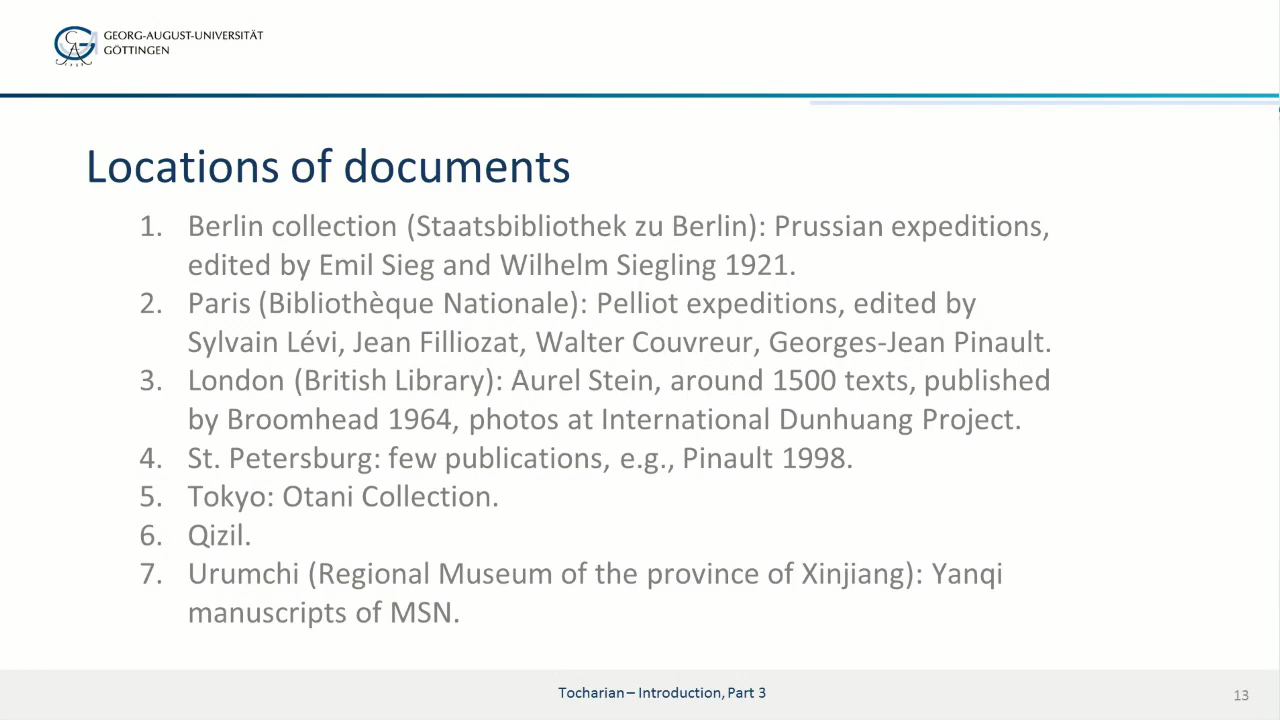 GEORG-AUGUST-UNIVERSITÄT
GÖTTINGEN
Locations of documents
1. Berlin collection (Staatsbibliothek zu Berlin): Prussian expeditions,
edited by Emil Sieg and Wilhelm Siegling 1921.
2. Paris (Bibliothèque Nationale): Pelliot expeditions, edited by
Sylvain Lévi, Jean Filliozat, Walter Couvreur, Georges-Jean Pinault.
3. London (British Library): Aurel Stein, around 1500 texts, published
by Broomhead 1964, photos at International Dunhuang Project.
4. St. Petersburg: few publications, e.g., Pinault 1998.
5. Tokyo: Otani Collection.
6. Qizil.
7. Urumchi (Regional Museum of the province of Xinjiang): Yanqi
manuscripts of MSN.
Tocharian – Introduction, Part 3
13